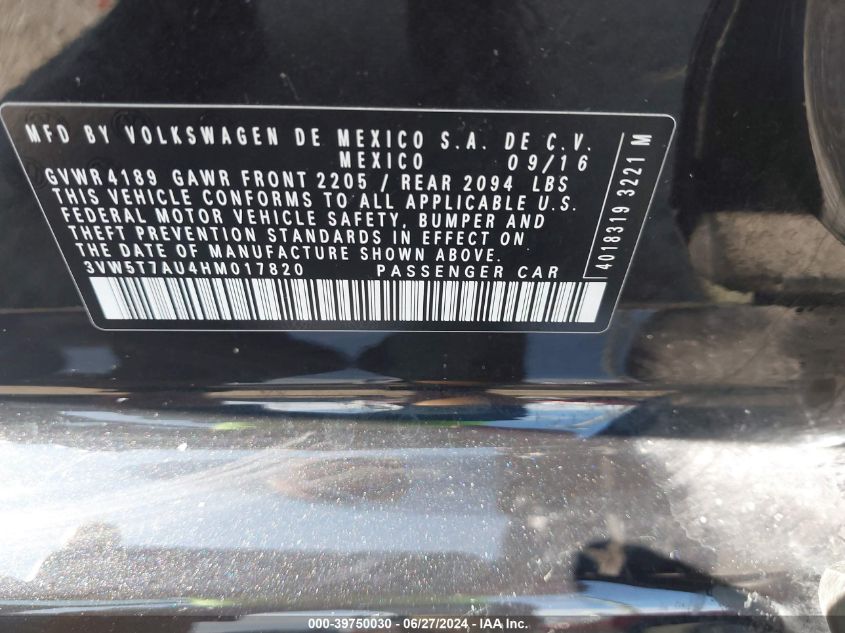 MFD BY VOLKSWAGEN DE MEXICO S.A. DE C.V.
MEXICO 09/16
GVWR4189 GAWR FRONT 2205 / REAR 2094 LBS
THIS VEHICLE CONFORMS TO ALL APPLICABLE U.S.
FEDERAL MOTOR VEHICLE SAFETY, BUMPER AND
THEFT PREVENTION STANDARDS IN EFFECT ON
THE DATE OF MANUFACTURE SHOWN ABOVE.
3VW5T7AU4HM017820 PASSENGER CAR
4018319 3221 M
000-39750030 - 06/27/2024 - © IAA Inc.